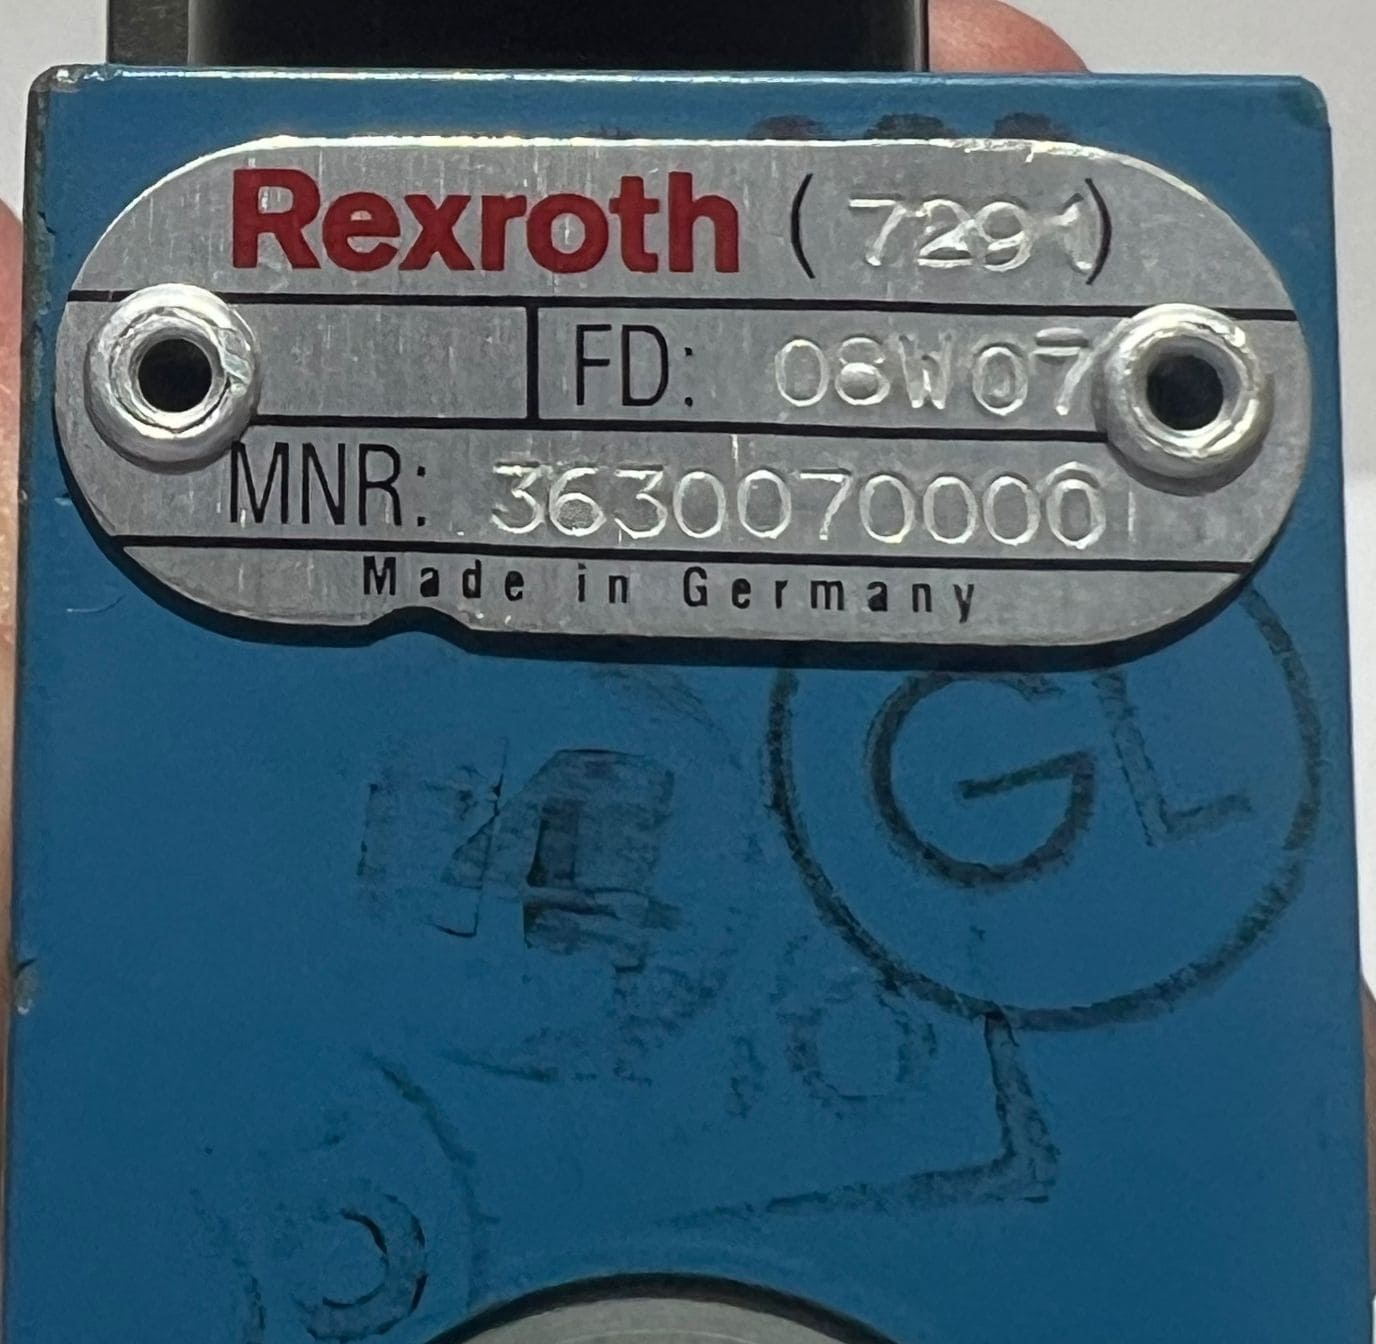 Rexroth (7291)
FD: 08W07
MNR: 3630070000
Made in Germany
GL